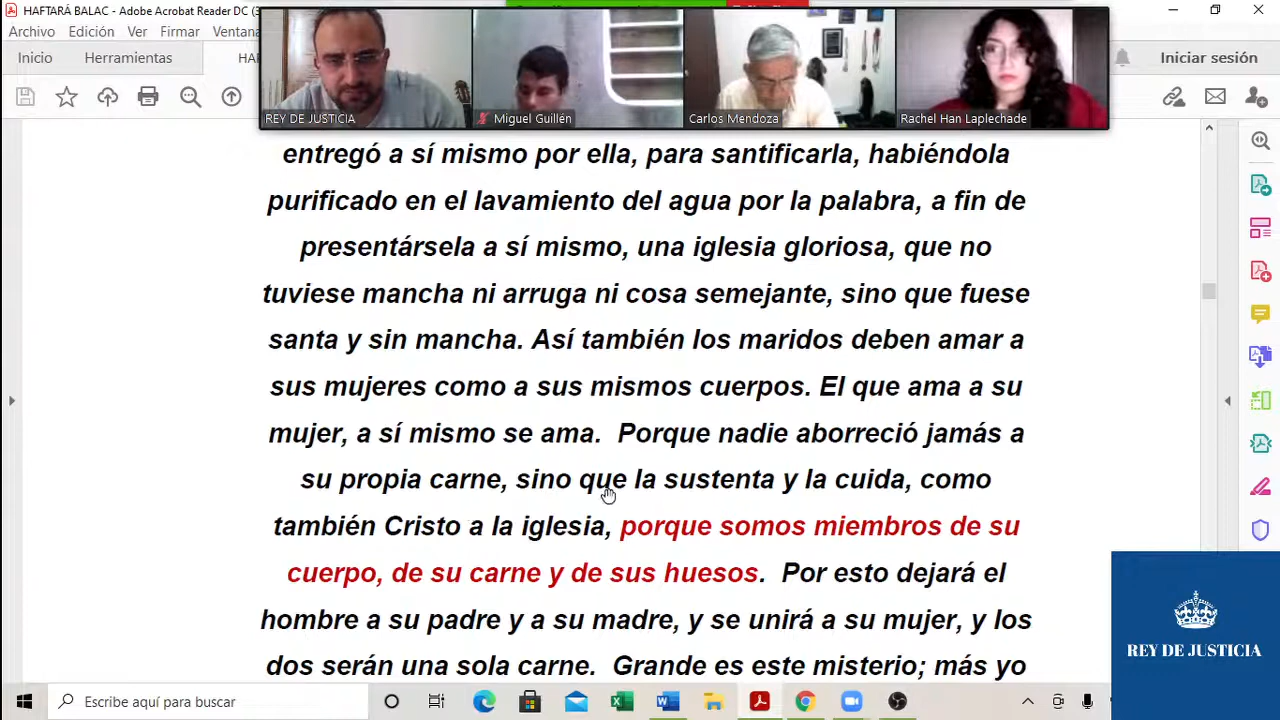 HAFTARÁ BALAC - Adobe Acrobat Reader DC (3
Archivo Edición Ver Firmar Ventana
Inicio Herramientas HAF
Iniciar sesión
REY DE JUSTICIA
Miguel Guillén
Carlos Mendoza
Rachel Han Laplechade
entregó a sí mismo por ella, para santificarla, habiéndola
purificado en el lavamiento del agua por la palabra, a fin de
presentársela a sí mismo, una iglesia gloriosa, que no
tuviese mancha ni arruga ni cosa semejante, sino que fuese
santa y sin mancha. Así también los maridos deben amar a
sus mujeres como a sus mismos cuerpos. El que ama a su
mujer, a sí mismo se ama. Porque nadie aborreció jamás a
su propia carne, sino que la sustenta y la cuida, como
también Cristo a la iglesia, porque somos miembros de su
cuerpo, de su carne y de sus huesos. Por esto dejará el
hombre a su padre y a su madre, y se unirá a su mujer, y los
dos serán una sola carne. Grande es este misterio; más yo
REY DE JUSTICIA
Escribe aquí para buscar